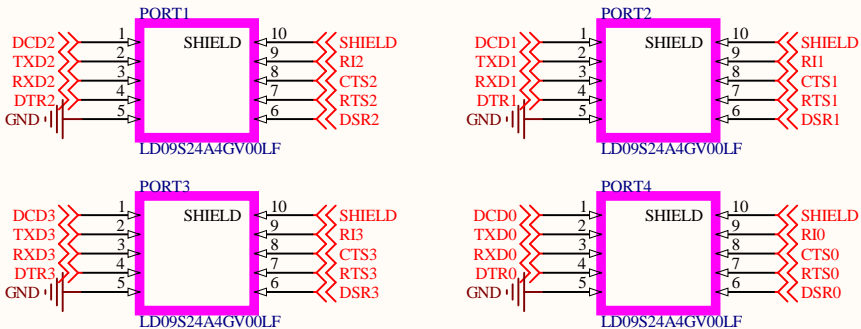 PORT1
DCD2 1 SHIELD 10 SHIELD
TXD2 2 9 RI2
RXD2 3 8 CTS2
DTR2 4 7 RTS2
GND 5 6 DSR2
LD09S24A4GV00LF
PORT2
DCD1 1 SHIELD 10 SHIELD
TXD1 2 9 RI1
RXD1 3 8 CTS1
DTR1 4 7 RTS1
GND 5 6 DSR1
LD09S24A4GV00LF
PORT3
DCD3 1 SHIELD 10 SHIELD
TXD3 2 9 RI3
RXD3 3 8 CTS3
DTR3 4 7 RTS3
GND 5 6 DSR3
LD09S24A4GV00LF
PORT4
DCD0 1 SHIELD 10 SHIELD
TXD0 2 9 RI0
RXD0 3 8 CTS0
DTR0 4 7 RTS0
GND 5 6 DSR0
LD09S24A4GV00LF